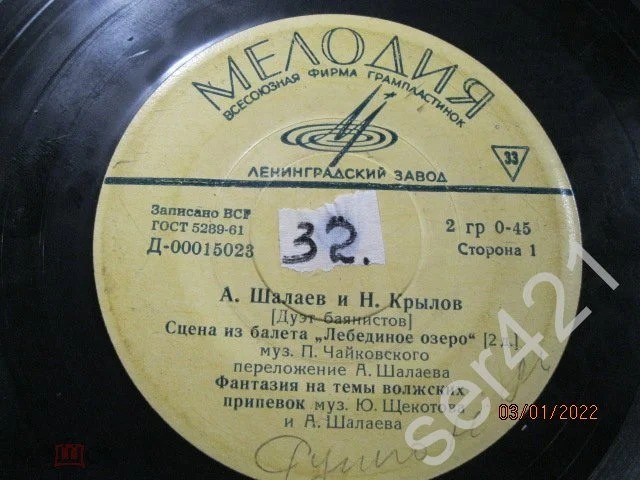 МЕЛОДИЯ
ВСЕСОЮЗНАЯ ФИРМА ГРАМПЛАСТИНОК
33
ЛЕНИНГРАДСКИЙ ЗАВОД
Записано ВСГ
ГОСТ 5289-61
Д-00015023
32.
2 гр 0-45
Сторона 1
А. Шалаев и Н. Крылов
[Дуэт баянистов]
Сцена из балета „Лебединое озеро" [2 д.]
муз. П. Чайковского
переложение А. Шалаева
Фантазия на темы волжских
припевок муз. Ю. Щекотова
и А. Шалаева
03/01/2022
ser421